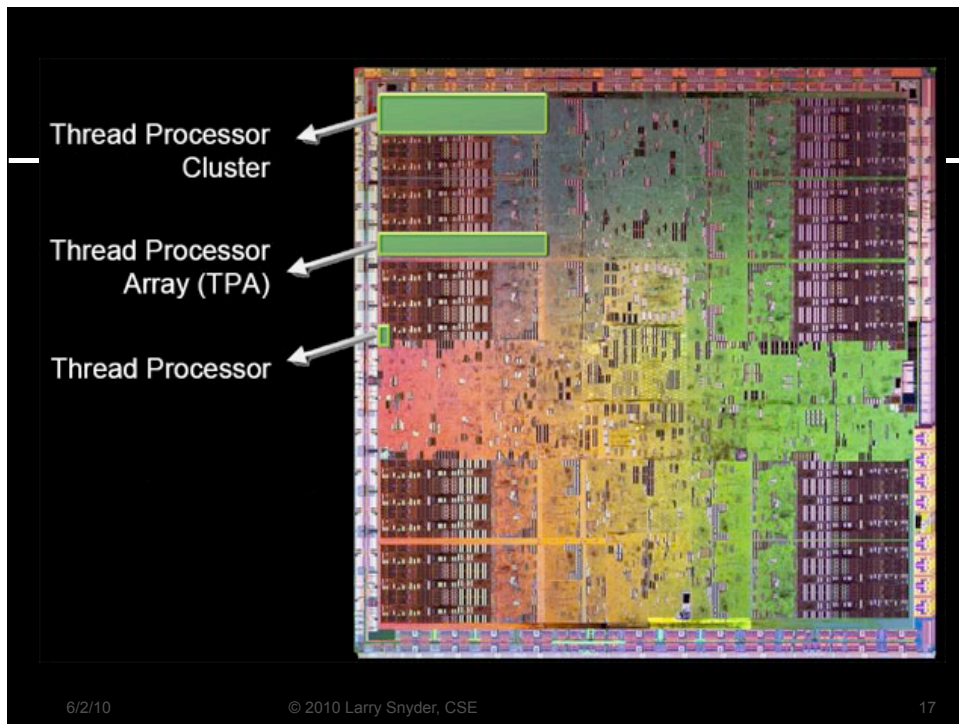 Thread Processor
Cluster
Thread Processor
Array (TPA)
Thread Processor
6/2/10
© 2010 Larry Snyder, CSE
17